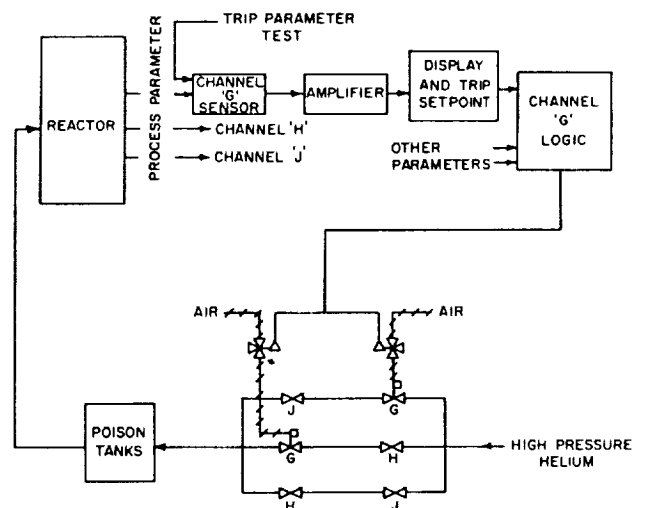 TRIP PARAMETER
TEST
PROCESS PARAMETER
REACTOR
CHANNEL
'G'
SENSOR
AMPLIFIER
DISPLAY
AND TRIP
SETPOINT
CHANNEL
'G'
LOGIC
CHANNEL 'H'
CHANNEL 'J'
OTHER
PARAMETERS
AIR
AIR
J
G
POISON
TANKS
G
H
HIGH PRESSURE
HELIUM
H
J